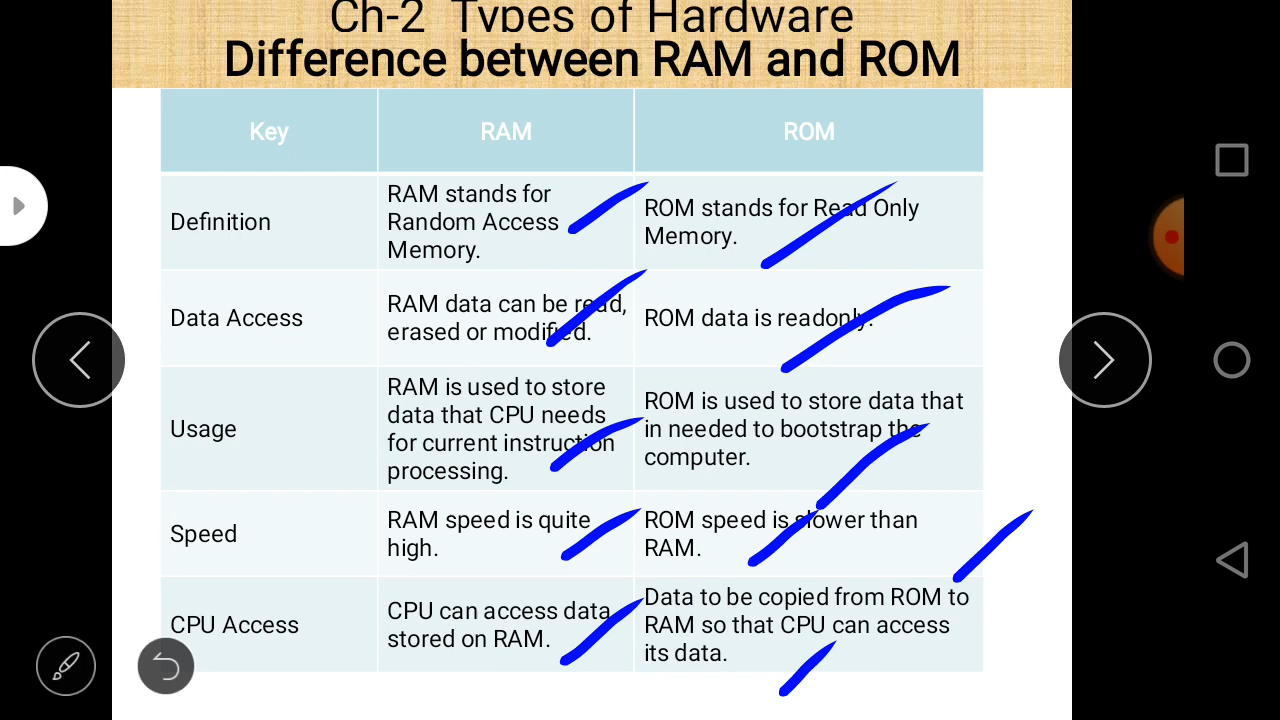 Ch-2 Types of Hardware
Difference between RAM and ROM
Key
RAM
ROM
Definition
RAM stands for
Random Access
Memory.
ROM stands for Read Only
Memory.
Data Access
RAM data can be read,
erased or modified.
ROM data is readonly.
Usage
RAM is used to store
data that CPU needs
for current instruction
processing.
ROM is used to store data that
in needed to bootstrap the
computer.
Speed
RAM speed is quite
high.
ROM speed is slower than
RAM.
CPU Access
CPU can access data
stored on RAM.
Data to be copied from ROM to
RAM so that CPU can access
its data.